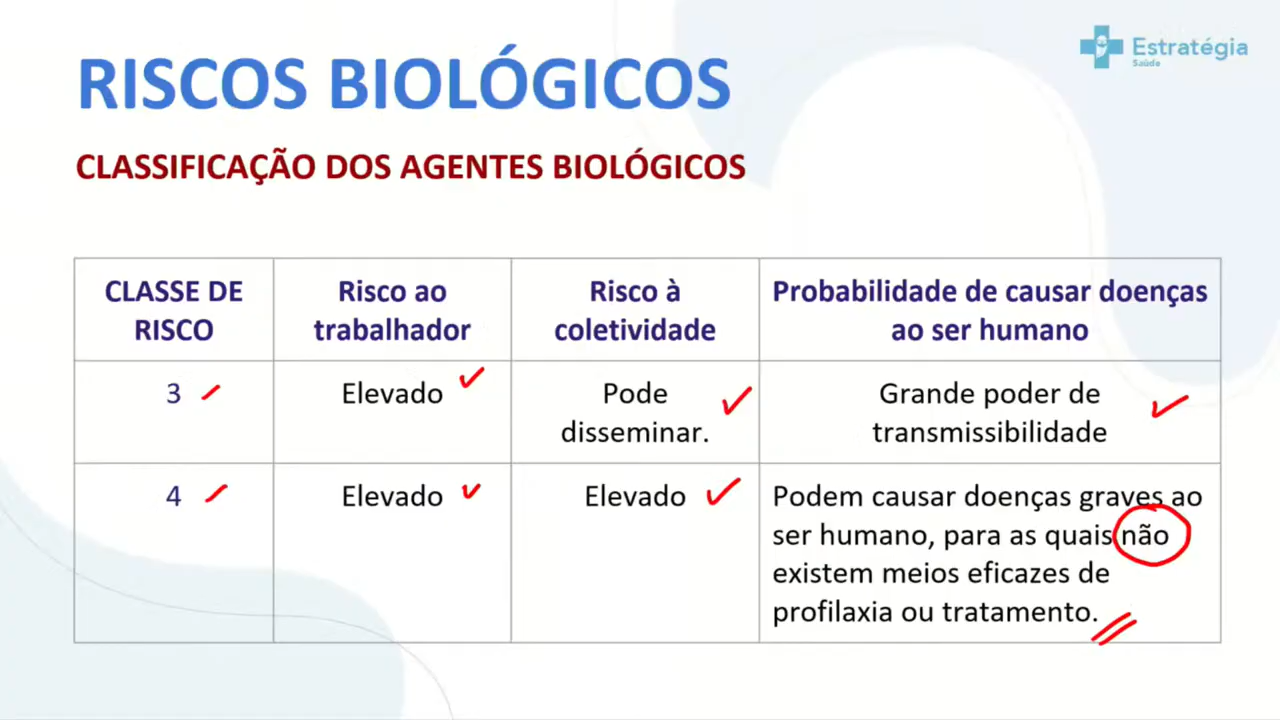 Estratégia
Saúde
RISCOS BIOLÓGICOS
CLASSIFICAÇÃO DOS AGENTES BIOLÓGICOS
CLASSE DE
RISCO
Risco ao
trabalhador
Risco à
coletividade
Probabilidade de causar doenças
ao ser humano
3
Elevado
Pode
disseminar.
Grande poder de
transmissibilidade
4
Elevado
Elevado
Podem causar doenças graves ao
ser humano, para as quais não
existem meios eficazes de
profilaxia ou tratamento.